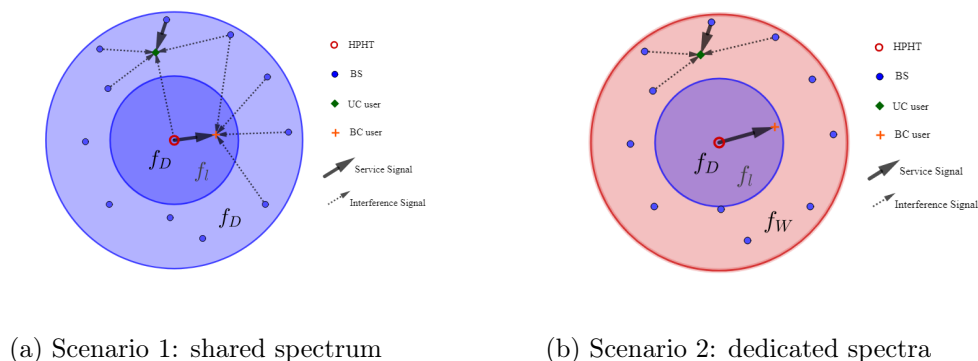 HPHT
BS
UC user
BC user
Service Signal
Interference Signal
f_D
f_l
f_D
HPHT
BS
UC user
BC user
Service Signal
Interference Signal
f_D
f_l
f_W
(a) Scenario 1: shared spectrum
(b) Scenario 2: dedicated spectra